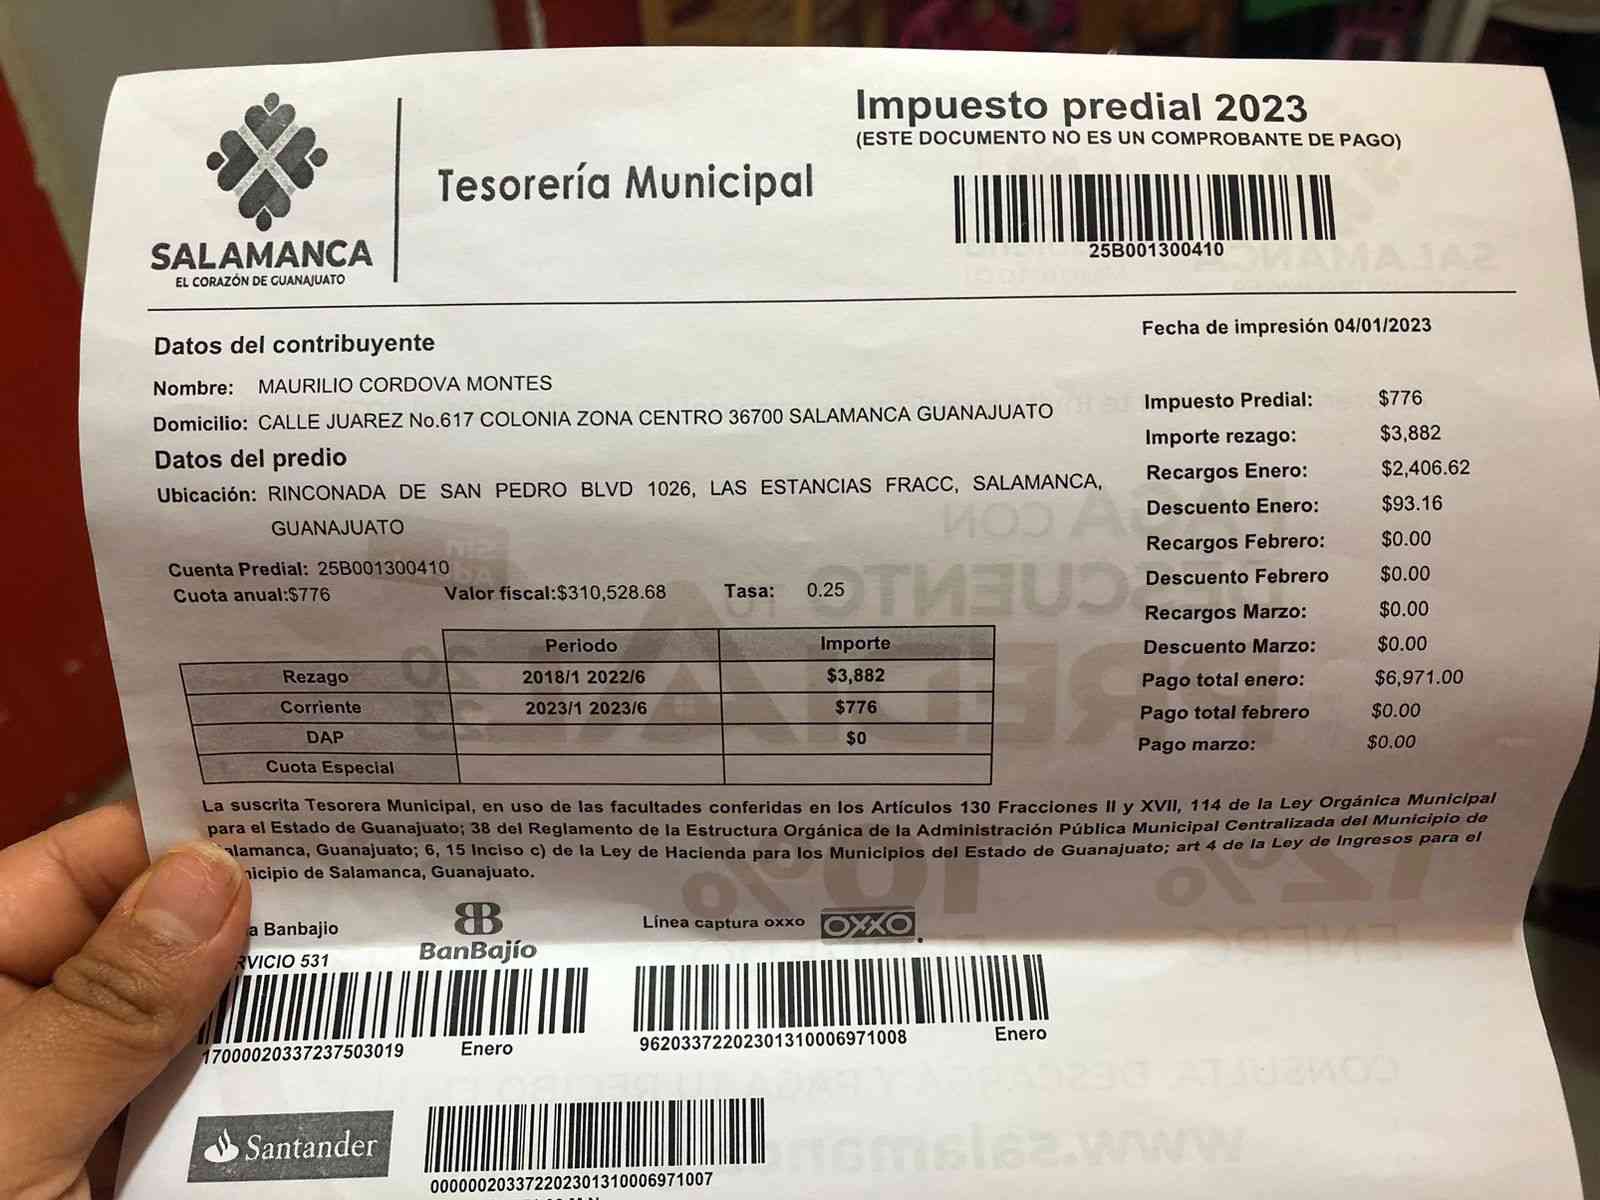 Impuesto predial 2023
(ESTE DOCUMENTO NO ES UN COMPROBANTE DE PAGO)
Tesorería Municipal
25B001300410
SALAMANCA
EL CORAZÓN DE GUANAJUATO
Fecha de impresión 04/01/2023
Datos del contribuyente
Nombre: MAURILIO CORDOVA MONTES
Domicilio: CALLE JUAREZ No.617 COLONIA ZONA CENTRO 36700 SALAMANCA GUANAJUATO
Datos del predio
Ubicación: RINCONADA DE SAN PEDRO BLVD 1026, LAS ESTANCIAS FRACC, SALAMANCA,
GUANAJUATO
Cuenta Predial: 25B001300410
Cuota anual:$776 Valor fiscal:$310,528.68 Tasa: 0.25
Periodo Importe
Rezago 2018/1 2022/6 $3,882
Corriente 2023/1 2023/6 $776
DAP $0
Cuota Especial
Impuesto Predial: $776
Importe rezago: $3,882
Recargos Enero: $2,406.62
Descuento Enero: $93.16
Recargos Febrero: $0.00
Descuento Febrero $0.00
Recargos Marzo: $0.00
Descuento Marzo: $0.00
Pago total enero: $6,971.00
Pago total febrero $0.00
Pago marzo: $0.00
La suscrita Tesorera Municipal, en uso de las facultades conferidas en los Artículos 130 Fracciones II y XVII, 114 de la Ley Orgánica Municipal
para el Estado de Guanajuato; 38 del Reglamento de la Estructura Orgánica de la Administración Pública Municipal Centralizada del Municipio de
alamanca, Guanajuato; 6, 15 Inciso c) de la Ley de Hacienda para los Municipios del Estado de Guanajuato; art 4 de la Ley de Ingresos para el
nicipio de Salamanca, Guanajuato.
a Banbajio BanBajío Línea captura oxxo OXXO
RVICIO 531
17000020337237503019 Enero
96203372202301310006971008 Enero
Santander
000000203372202301310006971007